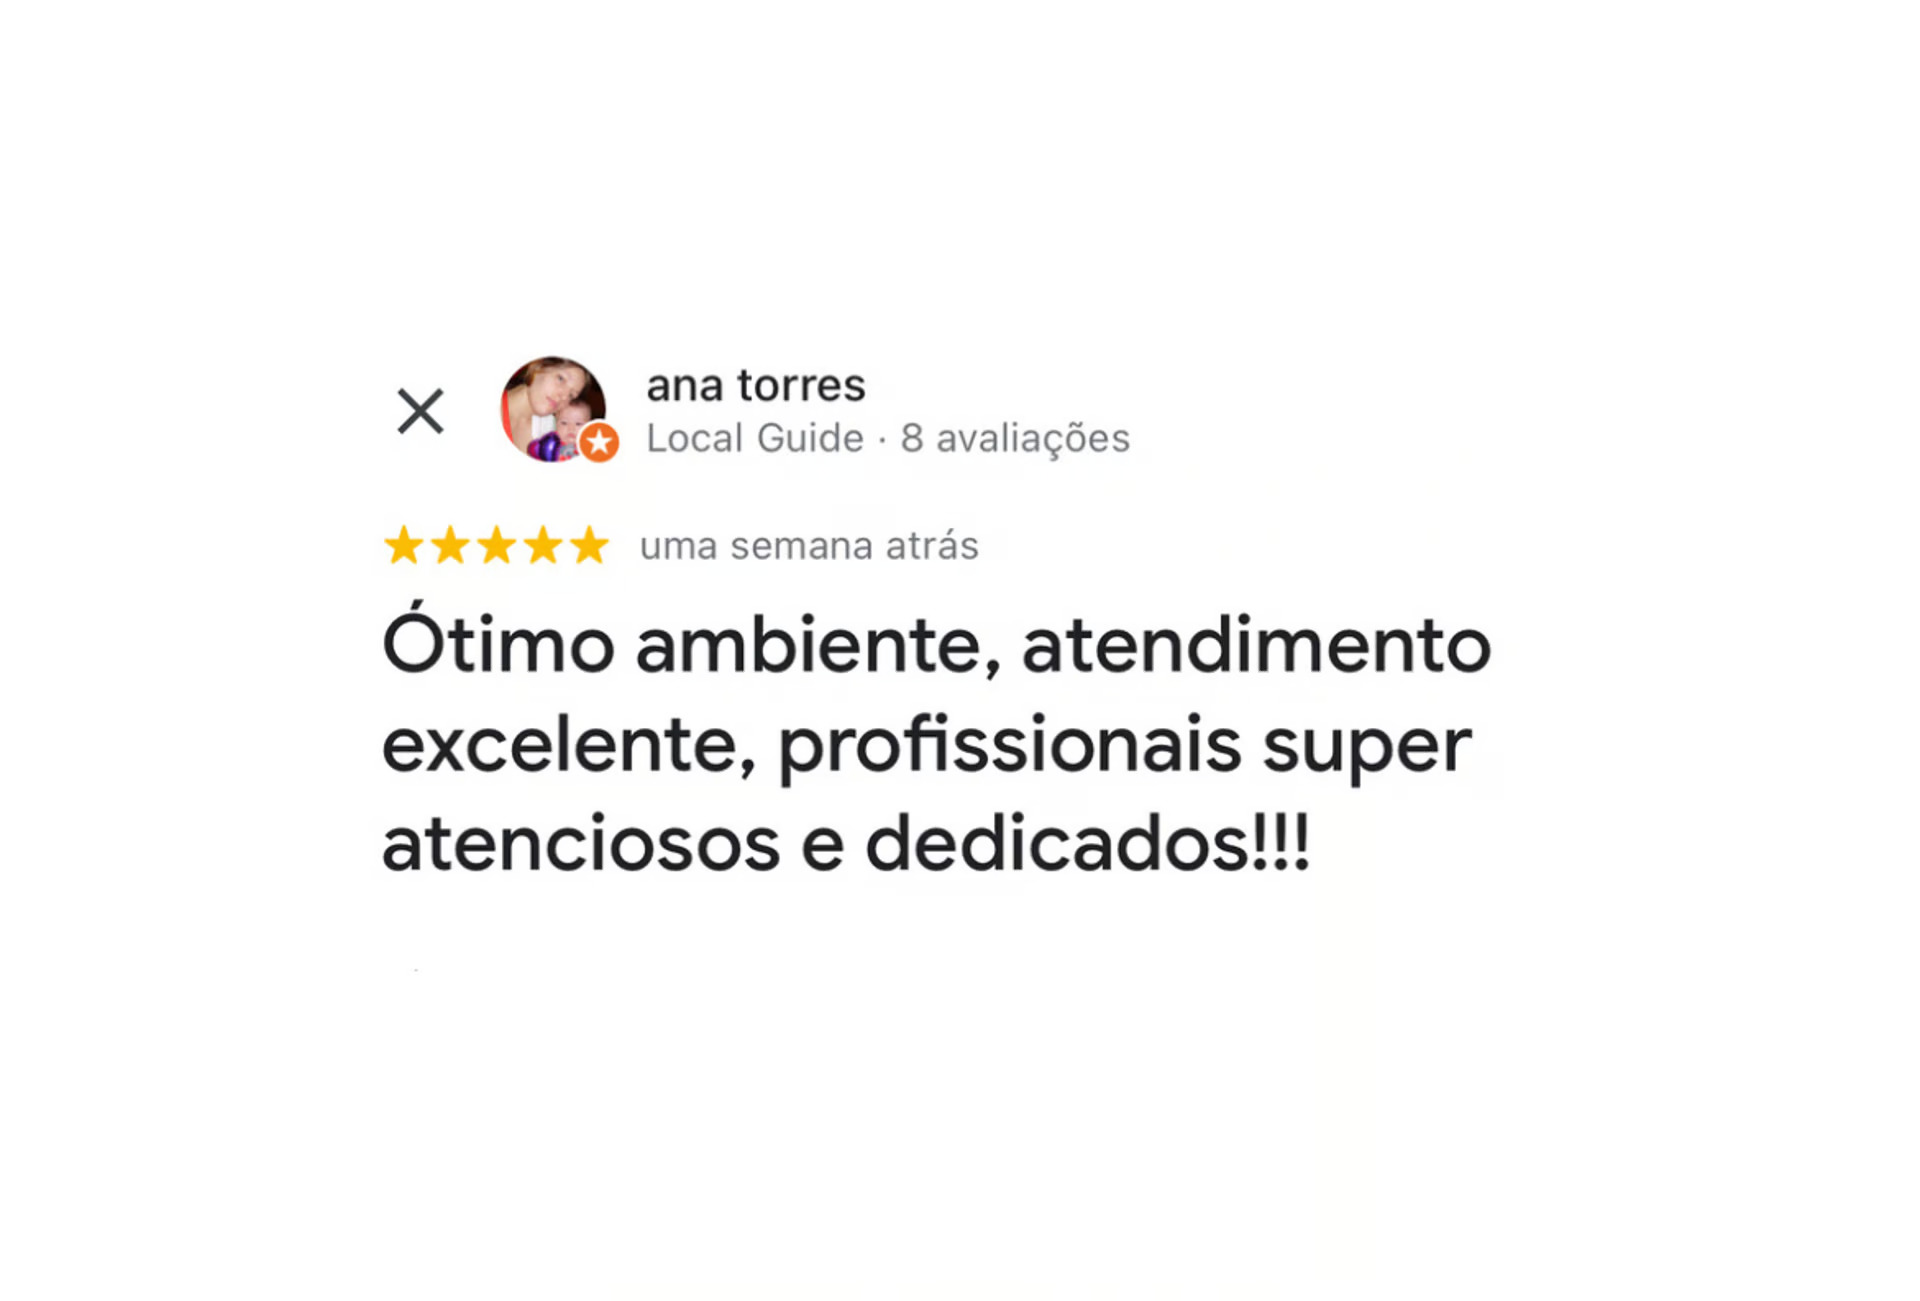 ana torres
Local Guide · 8 avaliações
uma semana atrás
Ótimo ambiente, atendimento
excelente, profissionais super
atenciosos e dedicados!!!